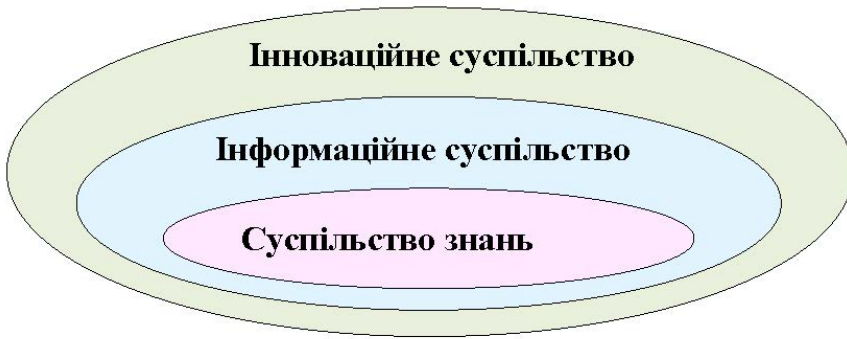 Інноваційне суспільство
Інформаційне суспільство
Суспільство знань